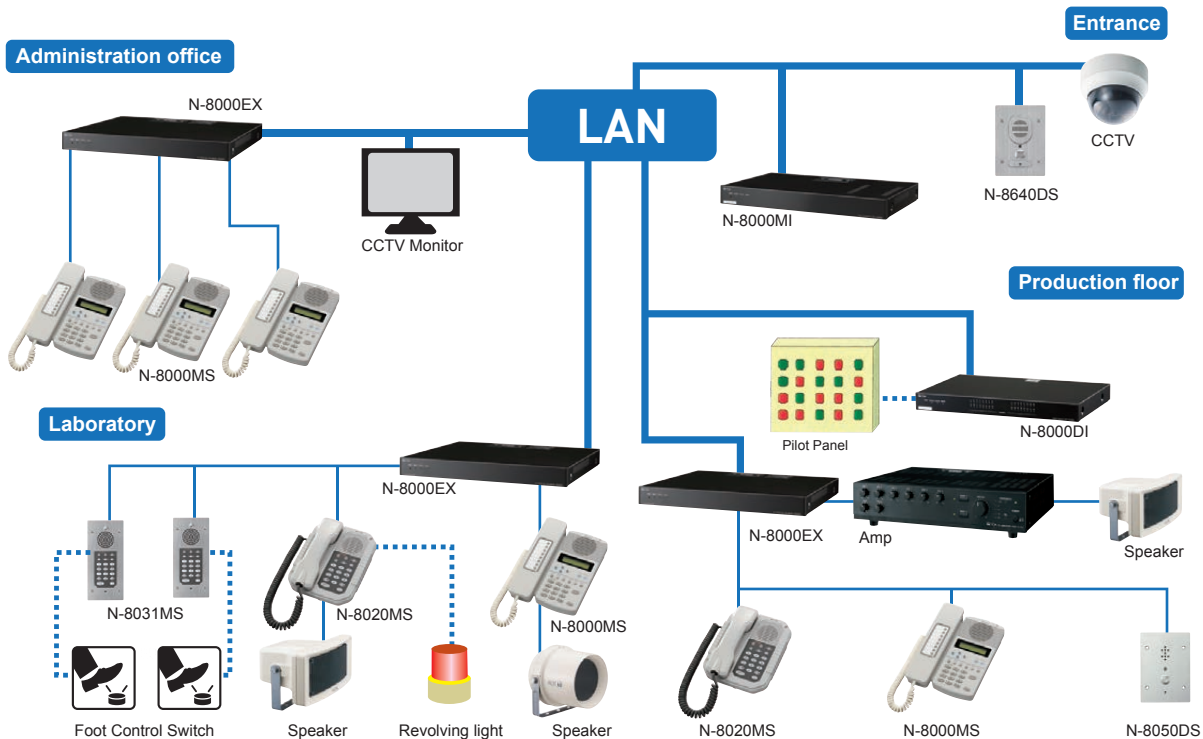 Entrance
Administration office
N-8000EX
LAN
CCTV
N-8640DS
N-8000MI
CCTV Monitor
Production floor
N-8000MS
Pilot Panel
N-8000DI
Laboratory
N-8000EX
N-8000EX
Amp
Speaker
N-8031MS
N-8020MS
N-8000MS
Foot Control Switch
Speaker
Revolving light
Speaker
N-8020MS
N-8000MS
N-8050DS